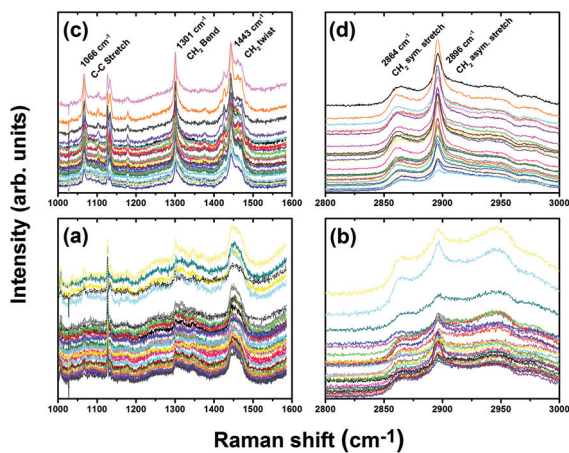 (c)
1066 cm⁻¹
C-C Stretch
1301 cm⁻¹
CH₂ Bend
1443 cm⁻¹
CH₂ twist
1000 1100 1200 1300 1400 1500 1600
(d)
2864 cm⁻¹
CH₂ sym. stretch
2896 cm⁻¹
CH₂ asym. stretch
2800 2850 2900 2950 3000
Intensity (arb. units)
(a)
1000 1100 1200 1300 1400 1500 1600
(b)
2800 2850 2900 2950 3000
Raman shift (cm⁻¹)